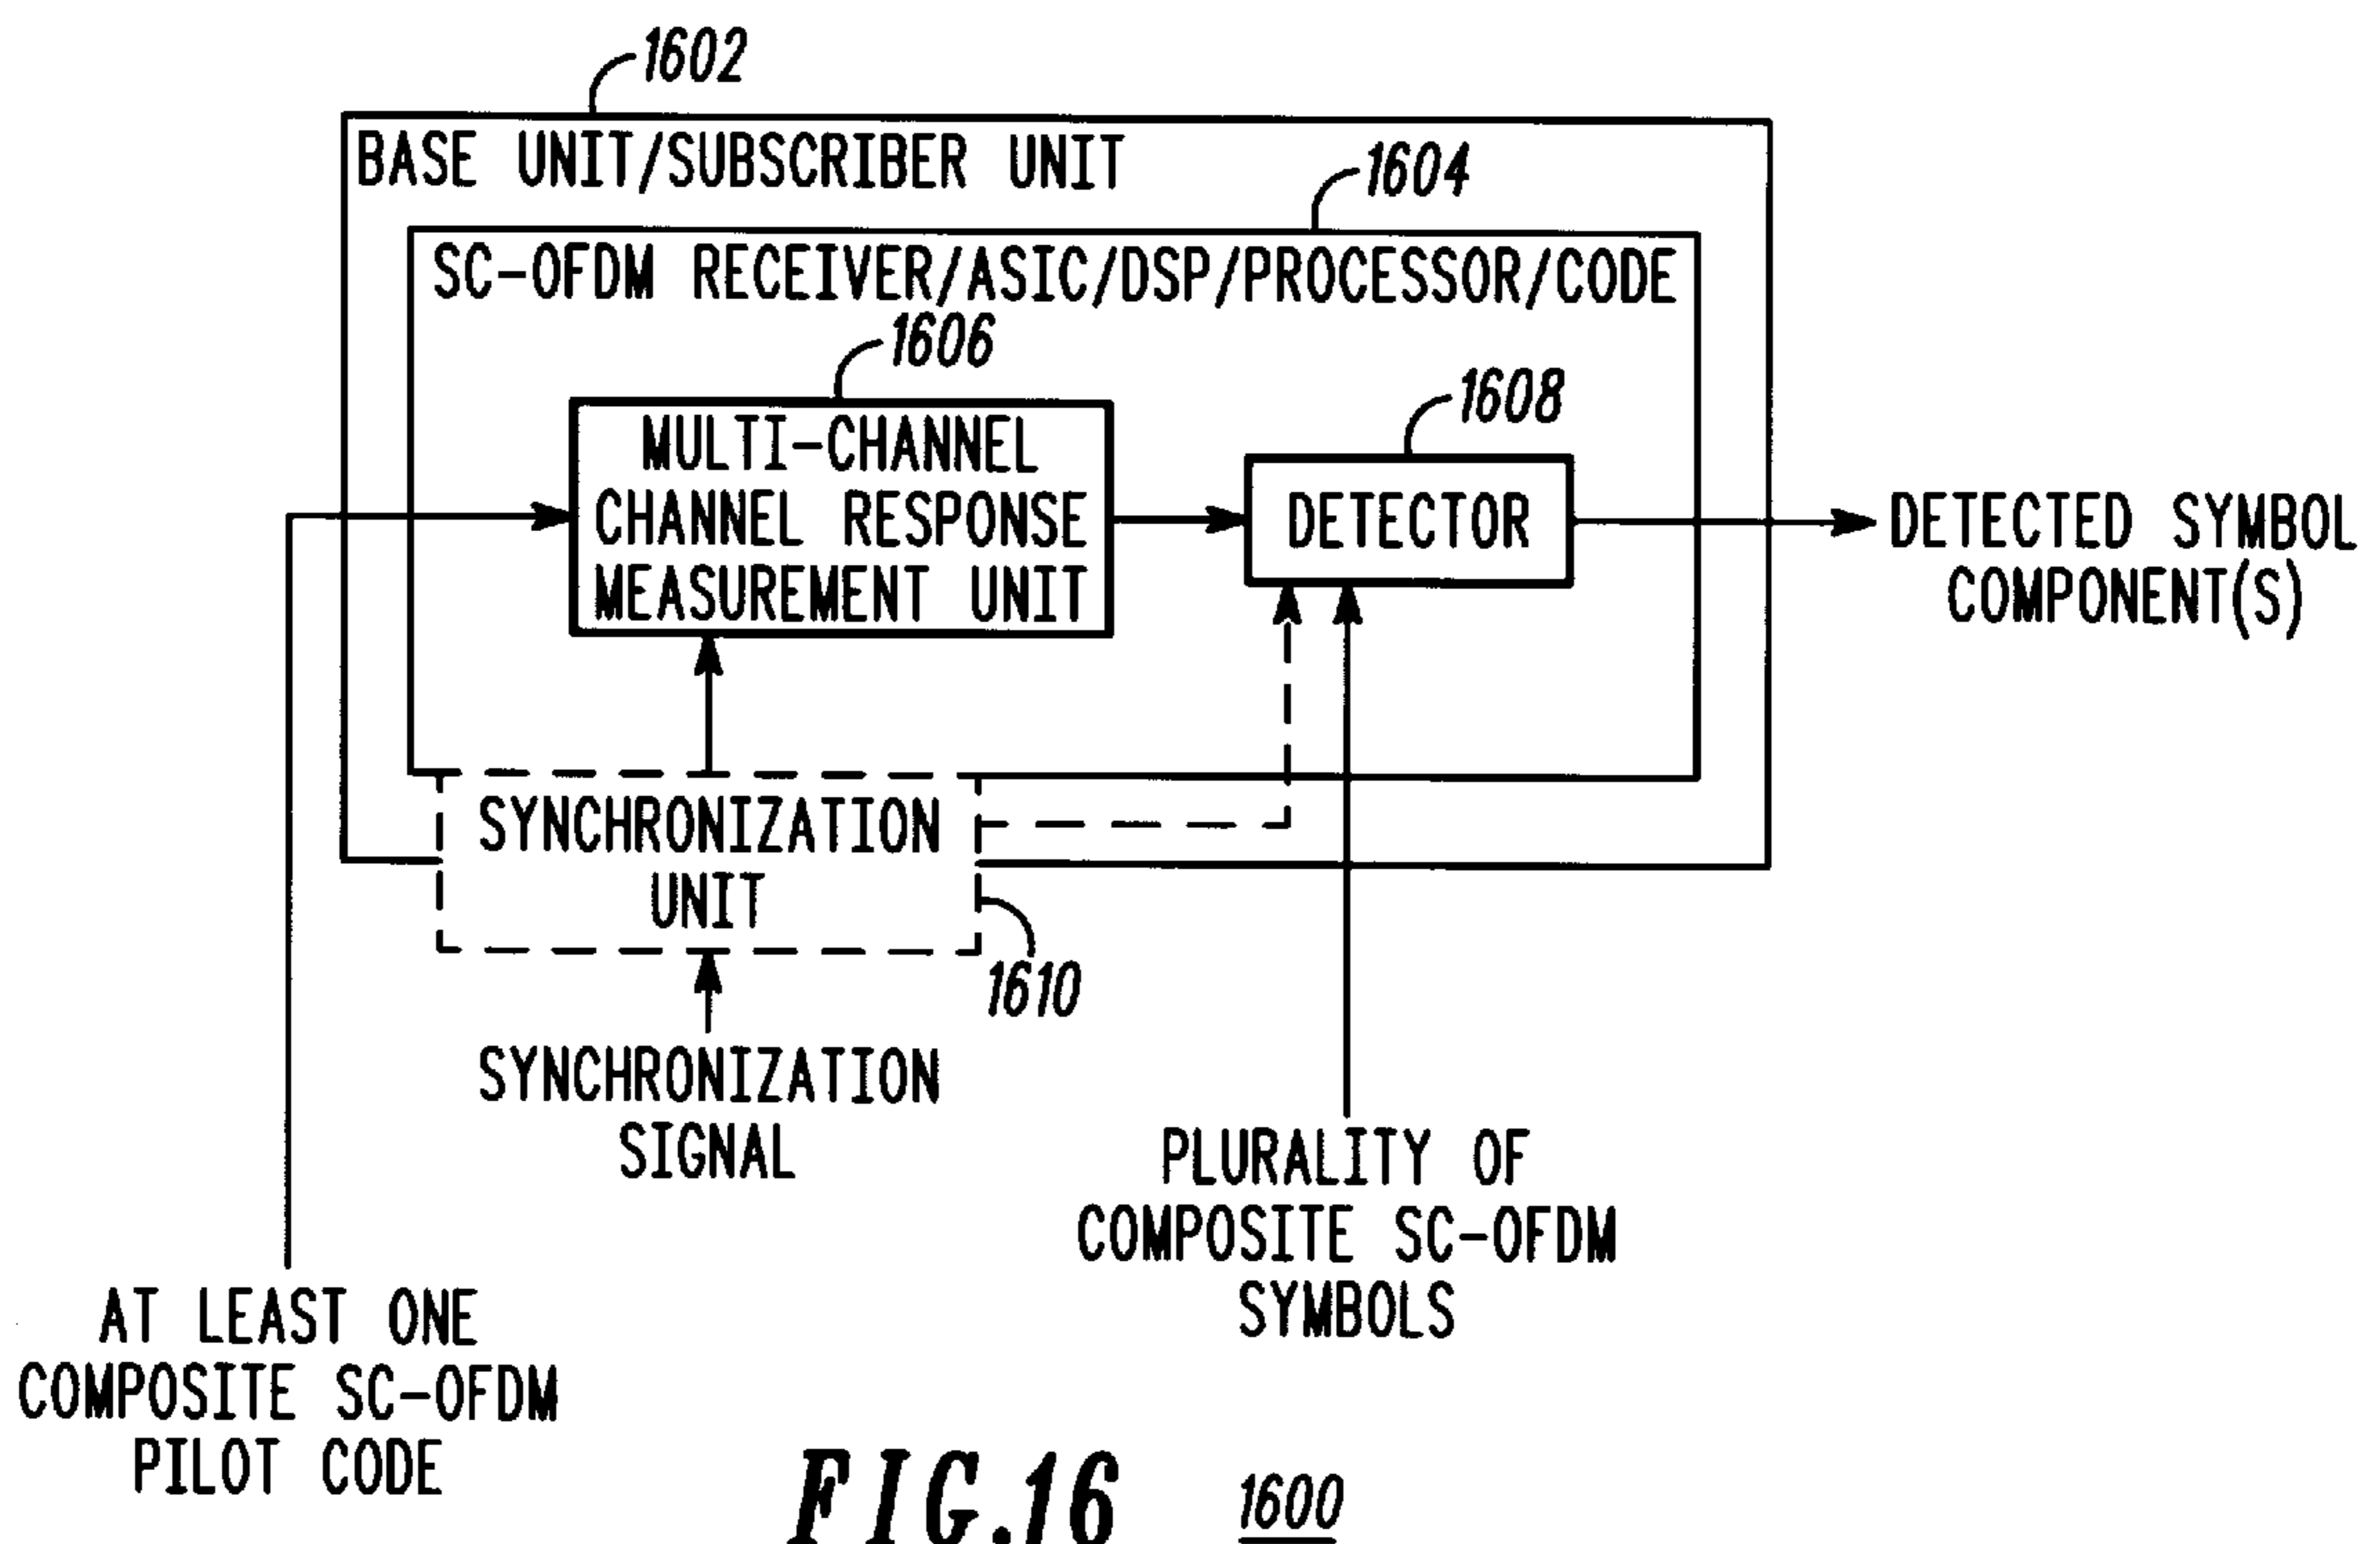 1602
BASE UNIT/SUBSCRIBER UNIT
1604
SC-OFDM RECEIVER/ASIC/DSP/PROCESSOR/CODE
1606
MULTI-CHANNEL
CHANNEL RESPONSE
MEASUREMENT UNIT
1608
DETECTOR
DETECTED SYMBOL
COMPONENT(S)
SYNCHRONIZATION
UNIT
1610
SYNCHRONIZATION
SIGNAL
PLURALITY OF
COMPOSITE SC-OFDM
SYMBOLS
AT LEAST ONE
COMPOSITE SC-OFDM
PILOT CODE
FIG.16
1600